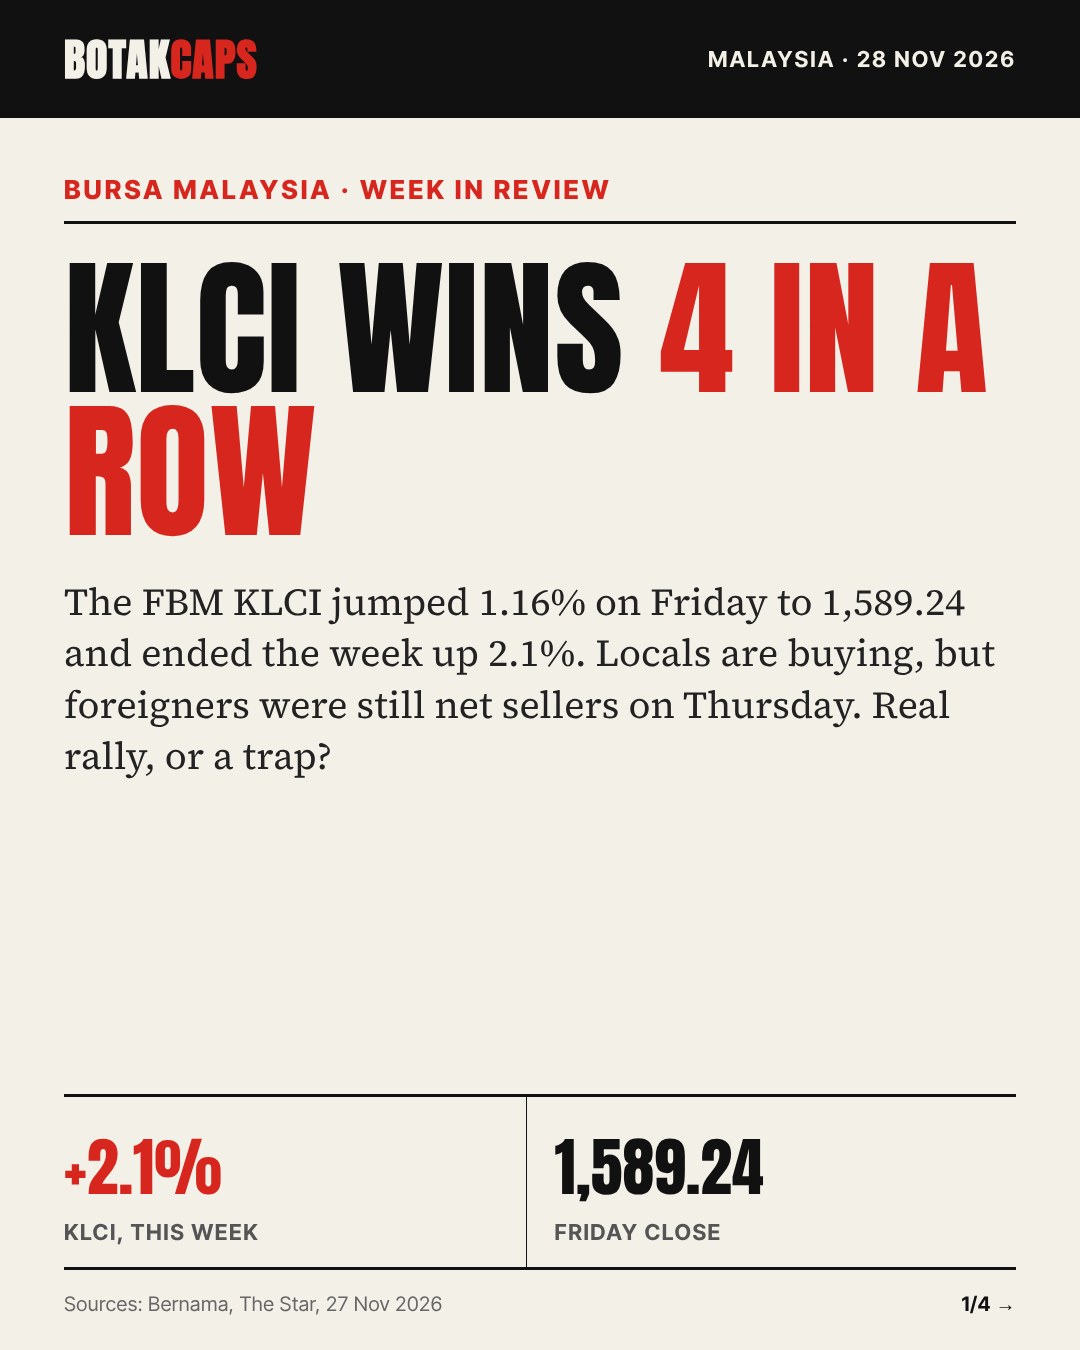 BOTAKCAPS
MALAYSIA · 28 NOV 2026
BURSA MALAYSIA · WEEK IN REVIEW
KLCI WINS 4 IN A
ROW
The FBM KLCI jumped 1.16% on Friday to 1,589.24
and ended the week up 2.1%. Locals are buying, but
foreigners were still net sellers on Thursday. Real
rally, or a trap?
+2.1%
KLCI, THIS WEEK
1,589.24
FRIDAY CLOSE
Sources: Bernama, The Star, 27 Nov 2026
1/4 →